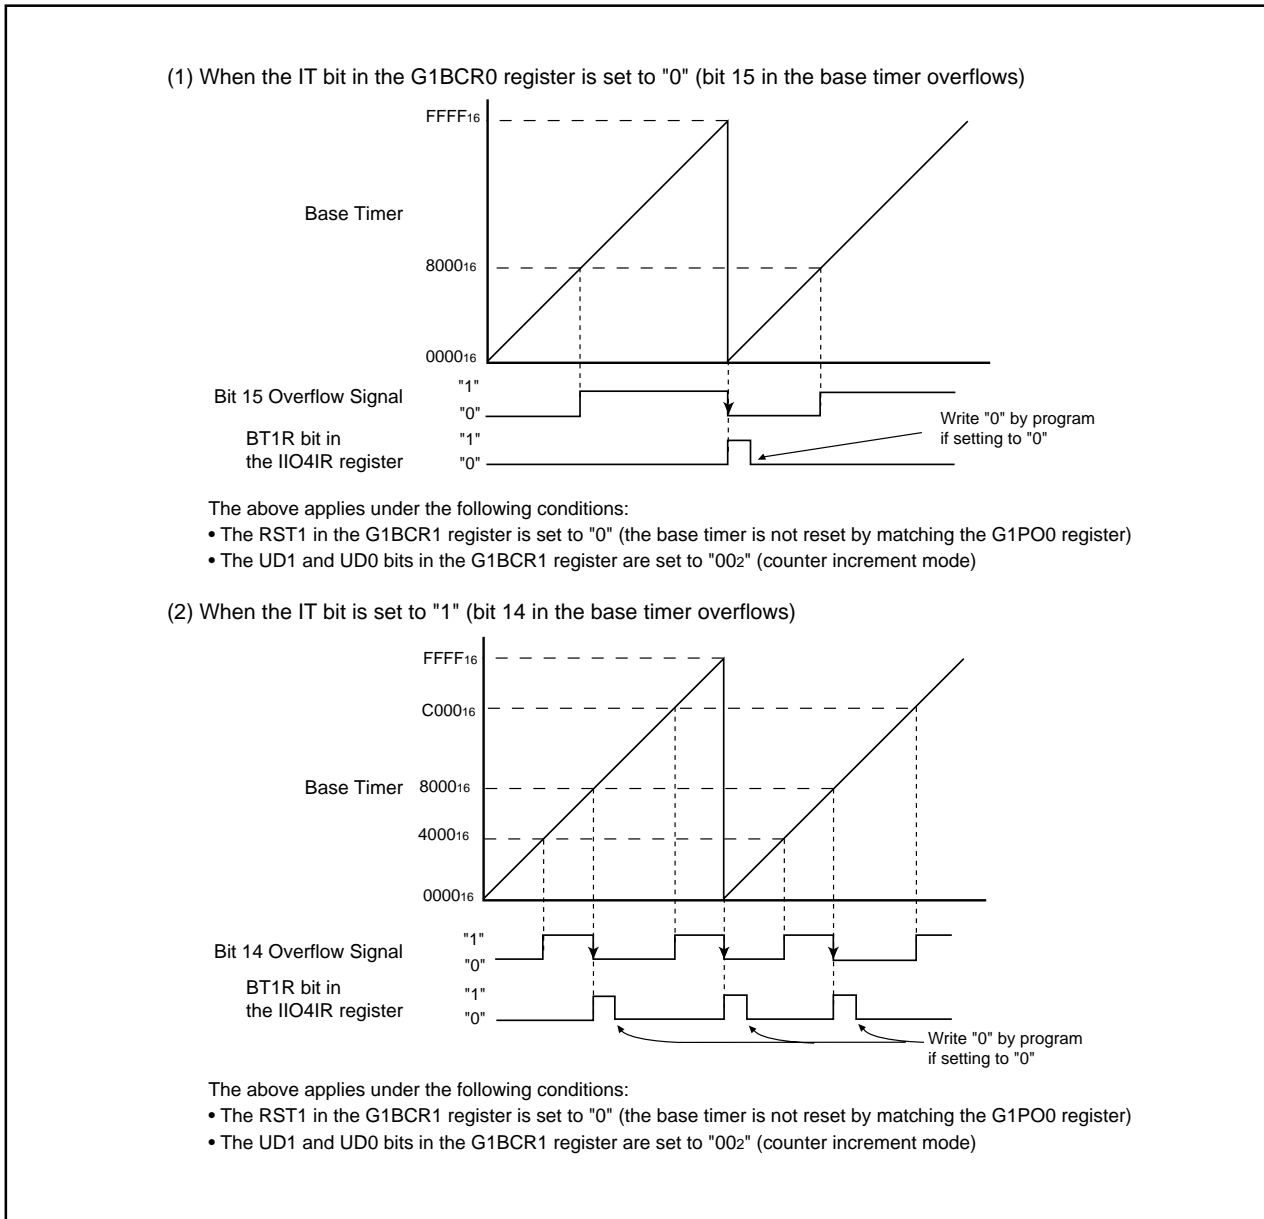 (1) When the IT bit in the G1BCR0 register is set to "0" (bit 15 in the base timer overflows)
FFFF16
Base Timer
800016
000016
Bit 15 Overflow Signal
"1"
"0"
BT1R bit in
the IIO4IR register
"1"
"0"
Write "0" by program
if setting to "0"
The above applies under the following conditions:
• The RST1 in the G1BCR1 register is set to "0" (the base timer is not reset by matching the G1PO0 register)
• The UD1 and UD0 bits in the G1BCR1 register are set to "002" (counter increment mode)
(2) When the IT bit is set to "1" (bit 14 in the base timer overflows)
FFFF16
C00016
Base Timer
800016
400016
000016
Bit 14 Overflow Signal
"1"
"0"
BT1R bit in
the IIO4IR register
"1"
"0"
Write "0" by program
if setting to "0"
The above applies under the following conditions:
• The RST1 in the G1BCR1 register is set to "0" (the base timer is not reset by matching the G1PO0 register)
• The UD1 and UD0 bits in the G1BCR1 register are set to "002" (counter increment mode)